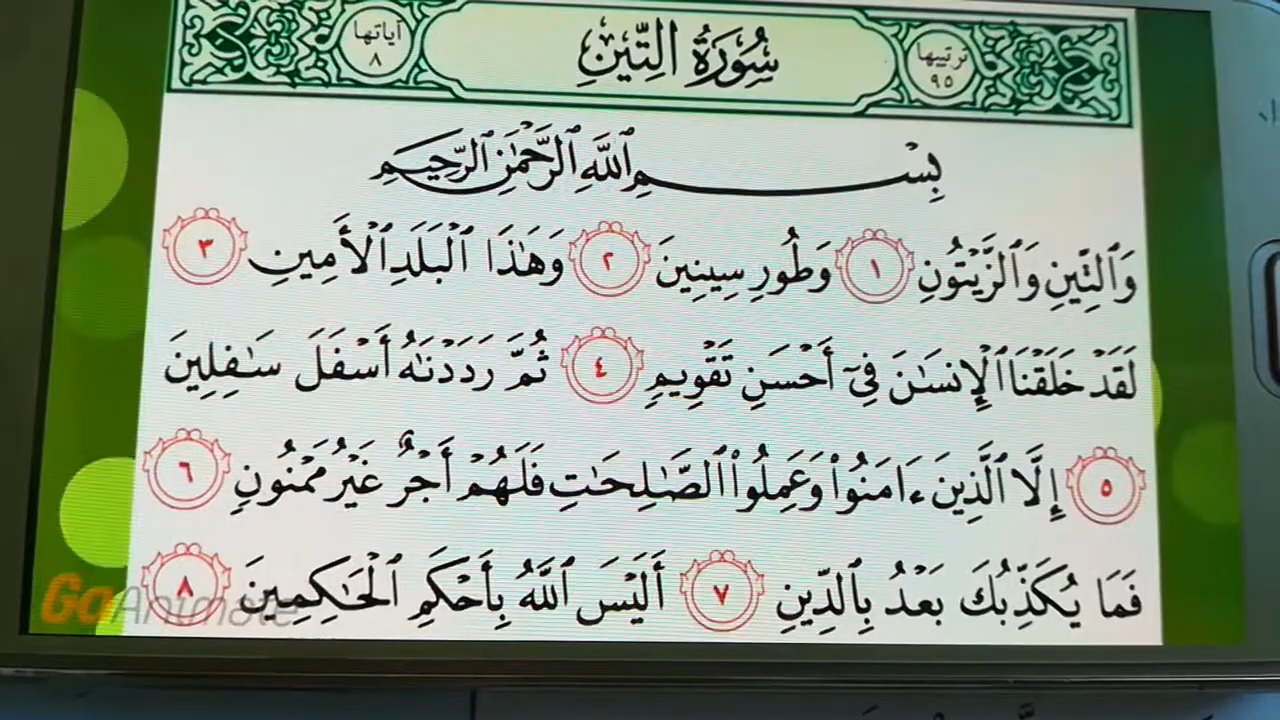 ترتيبها ٩٥
سُورَةُ التِّينِ
آياتها ٨
بِسْمِ ٱللَّهِ ٱلرَّحْمَٰنِ ٱلرَّحِيمِ
وَٱلتِّينِ وَٱلزَّيْتُونِ ١ وَطُورِ سِينِينَ ٢ وَهَٰذَا ٱلْبَلَدِ ٱلْأَمِينِ ٣
لَقَدْ خَلَقْنَا ٱلْإِنسَٰنَ فِىٓ أَحْسَنِ تَقْوِيمٍ ٤ ثُمَّ رَدَدْنَٰهُ أَسْفَلَ سَٰفِلِينَ
٥ إِلَّا ٱلَّذِينَ ءَامَنُوا۟ وَعَمِلُوا۟ ٱلصَّٰلِحَٰتِ فَلَهُمْ أَجْرٌ غَيْرُ مَمْنُونٍ ٦
فَمَا يُكَذِّبُكَ بَعْدُ بِٱلدِّينِ ٧ أَلَيْسَ ٱللَّهُ بِأَحْكَمِ ٱلْحَٰكِمِينَ ٨
GoAnimate